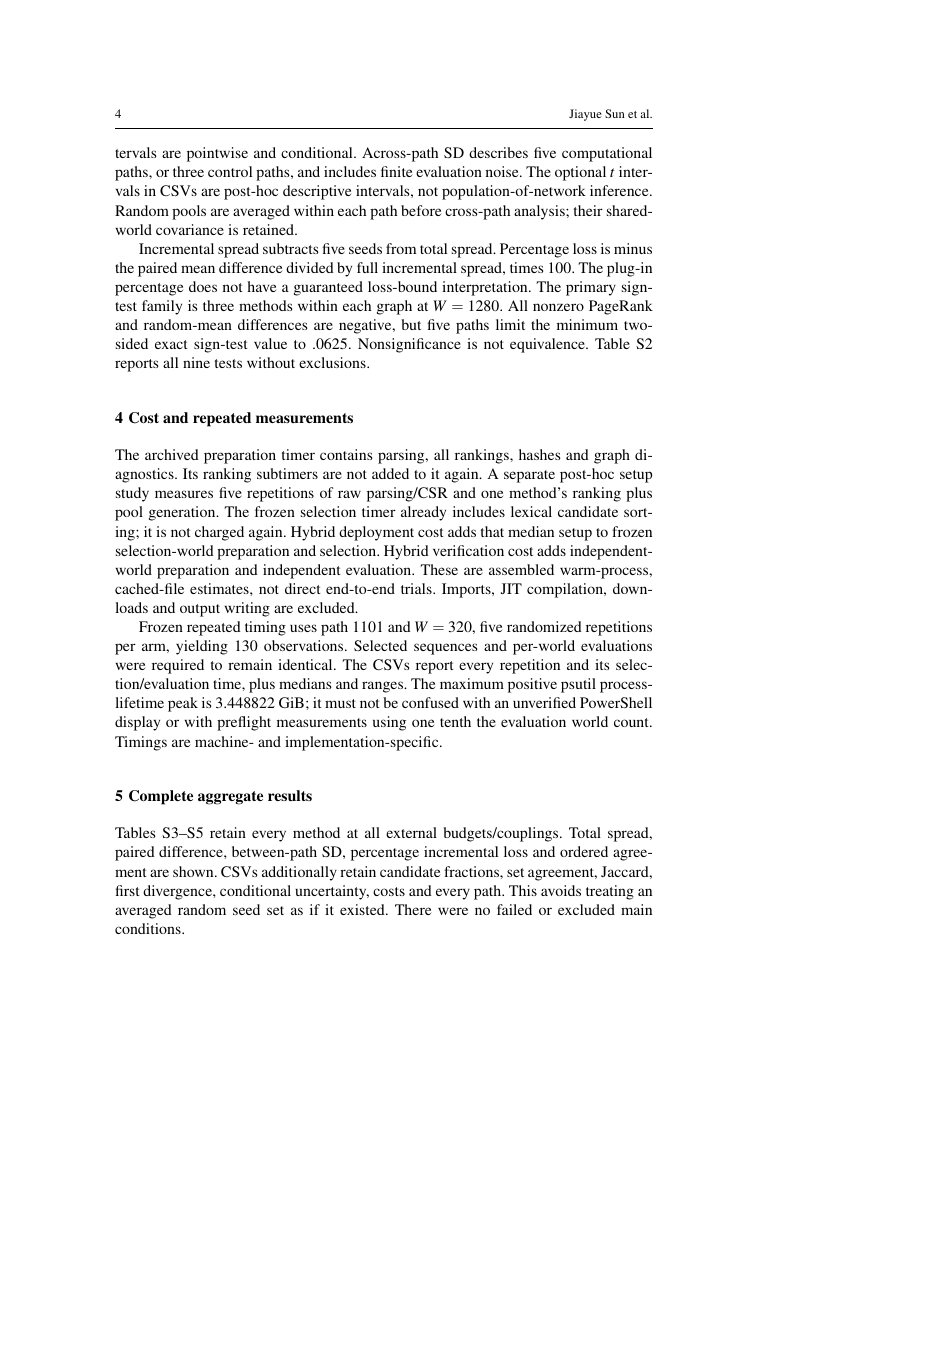 4
Jiayue Sun et al.
tervals are pointwise and conditional. Across-path SD describes five computational
paths, or three control paths, and includes finite evaluation noise. The optional t inter-
vals in CSVs are post-hoc descriptive intervals, not population-of-network inference.
Random pools are averaged within each path before cross-path analysis; their shared-
world covariance is retained.
Incremental spread subtracts five seeds from total spread. Percentage loss is minus
the paired mean difference divided by full incremental spread, times 100. The plug-in
percentage does not have a guaranteed loss-bound interpretation. The primary sign-
test family is three methods within each graph at W = 1280. All nonzero PageRank
and random-mean differences are negative, but five paths limit the minimum two-
sided exact sign-test value to .0625. Nonsignificance is not equivalence. Table S2
reports all nine tests without exclusions.
4 Cost and repeated measurements
The archived preparation timer contains parsing, all rankings, hashes and graph di-
agnostics. Its ranking subtimers are not added to it again. A separate post-hoc setup
study measures five repetitions of raw parsing/CSR and one method's ranking plus
pool generation. The frozen selection timer already includes lexical candidate sort-
ing; it is not charged again. Hybrid deployment cost adds that median setup to frozen
selection-world preparation and selection. Hybrid verification cost adds independent-
world preparation and independent evaluation. These are assembled warm-process,
cached-file estimates, not direct end-to-end trials. Imports, JIT compilation, down-
loads and output writing are excluded.
Frozen repeated timing uses path 1101 and W = 320, five randomized repetitions
per arm, yielding 130 observations. Selected sequences and per-world evaluations
were required to remain identical. The CSVs report every repetition and its selec-
tion/evaluation time, plus medians and ranges. The maximum positive psutil process-
lifetime peak is 3.448822 GiB; it must not be confused with an unverified PowerShell
display or with preflight measurements using one tenth the evaluation world count.
Timings are machine- and implementation-specific.
5 Complete aggregate results
Tables S3–S5 retain every method at all external budgets/couplings. Total spread,
paired difference, between-path SD, percentage incremental loss and ordered agree-
ment are shown. CSVs additionally retain candidate fractions, set agreement, Jaccard,
first divergence, conditional uncertainty, costs and every path. This avoids treating an
averaged random seed set as if it existed. There were no failed or excluded main
conditions.